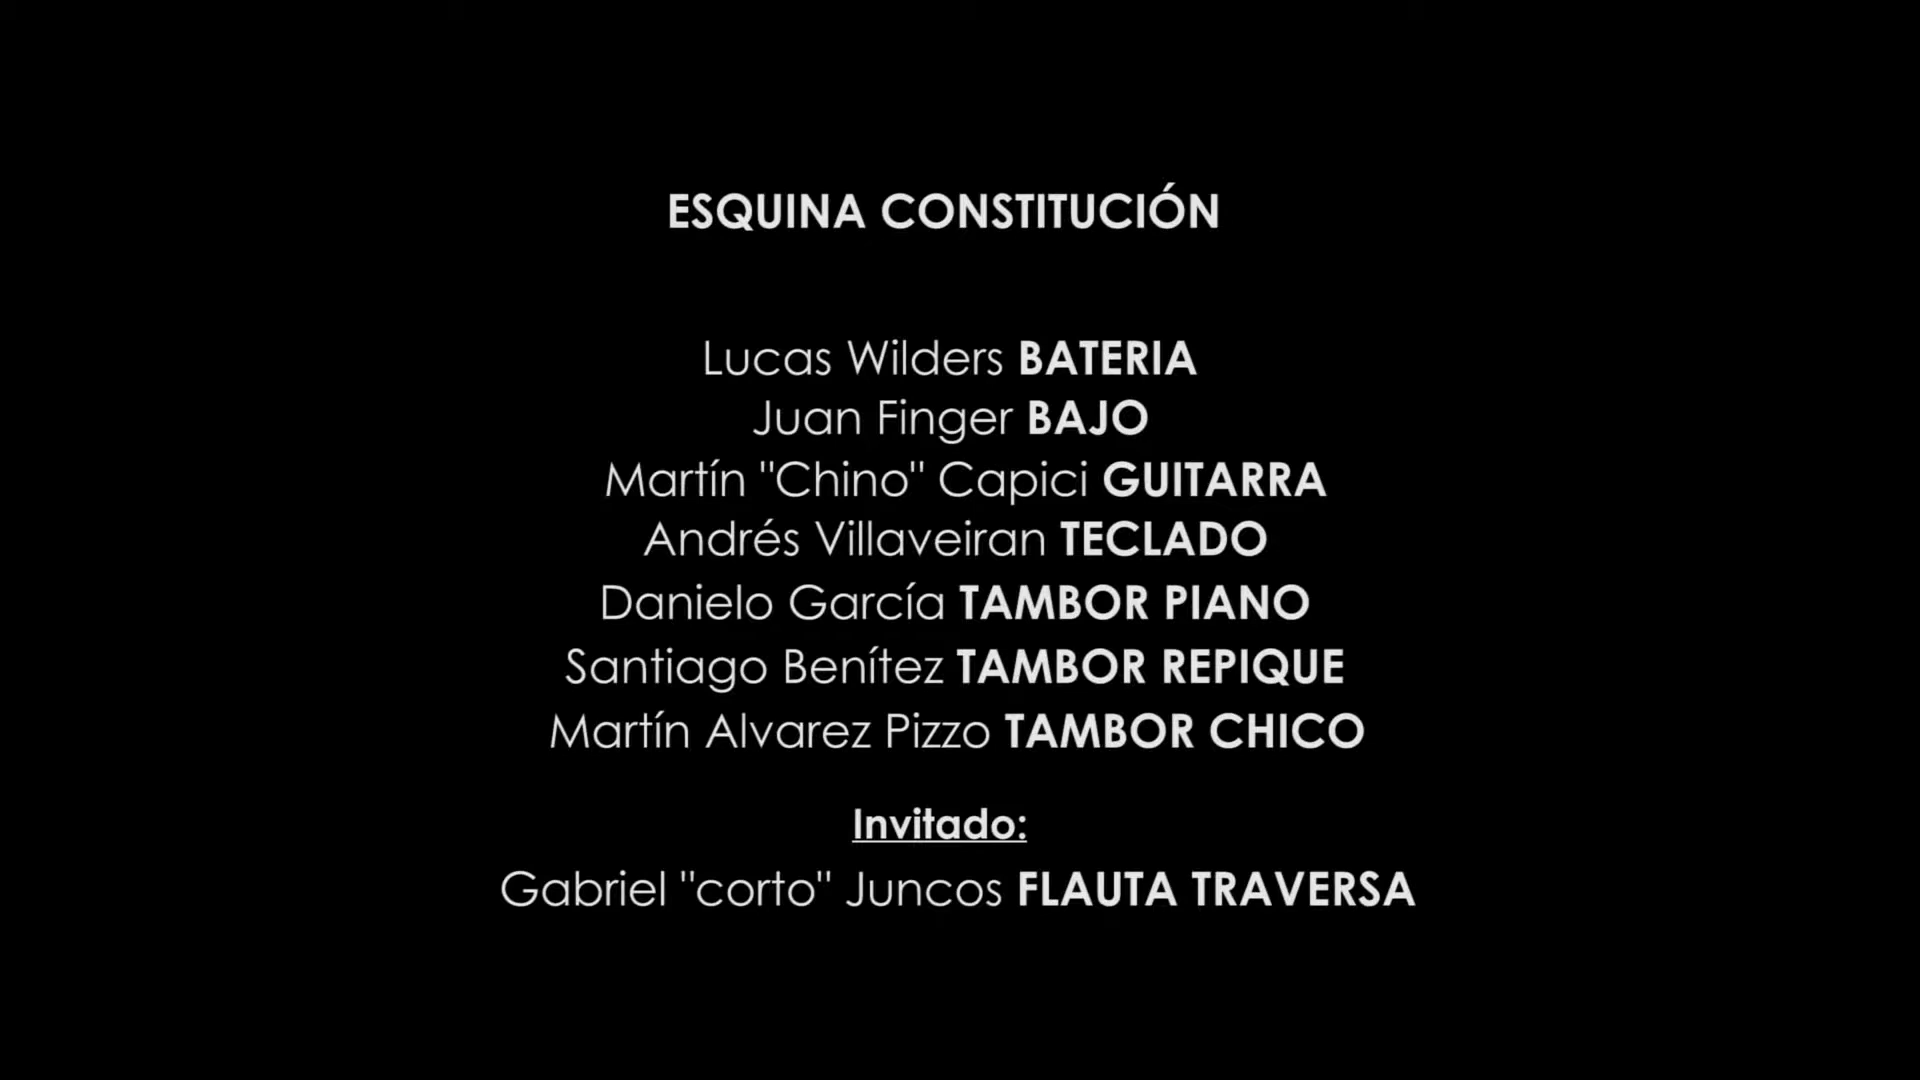 ESQUINA CONSTITUCIÓN
Lucas Wilders BATERIA
Juan Finger BAJO
Martín "Chino" Capici GUITARRA
Andrés Villaveiran TECLADO
Danielo García TAMBOR PIANO
Santiago Benítez TAMBOR REPIQUE
Martín Alvarez Pizzo TAMBOR CHICO
Invitado:
Gabriel "corto" Juncos FLAUTA TRAVERSA